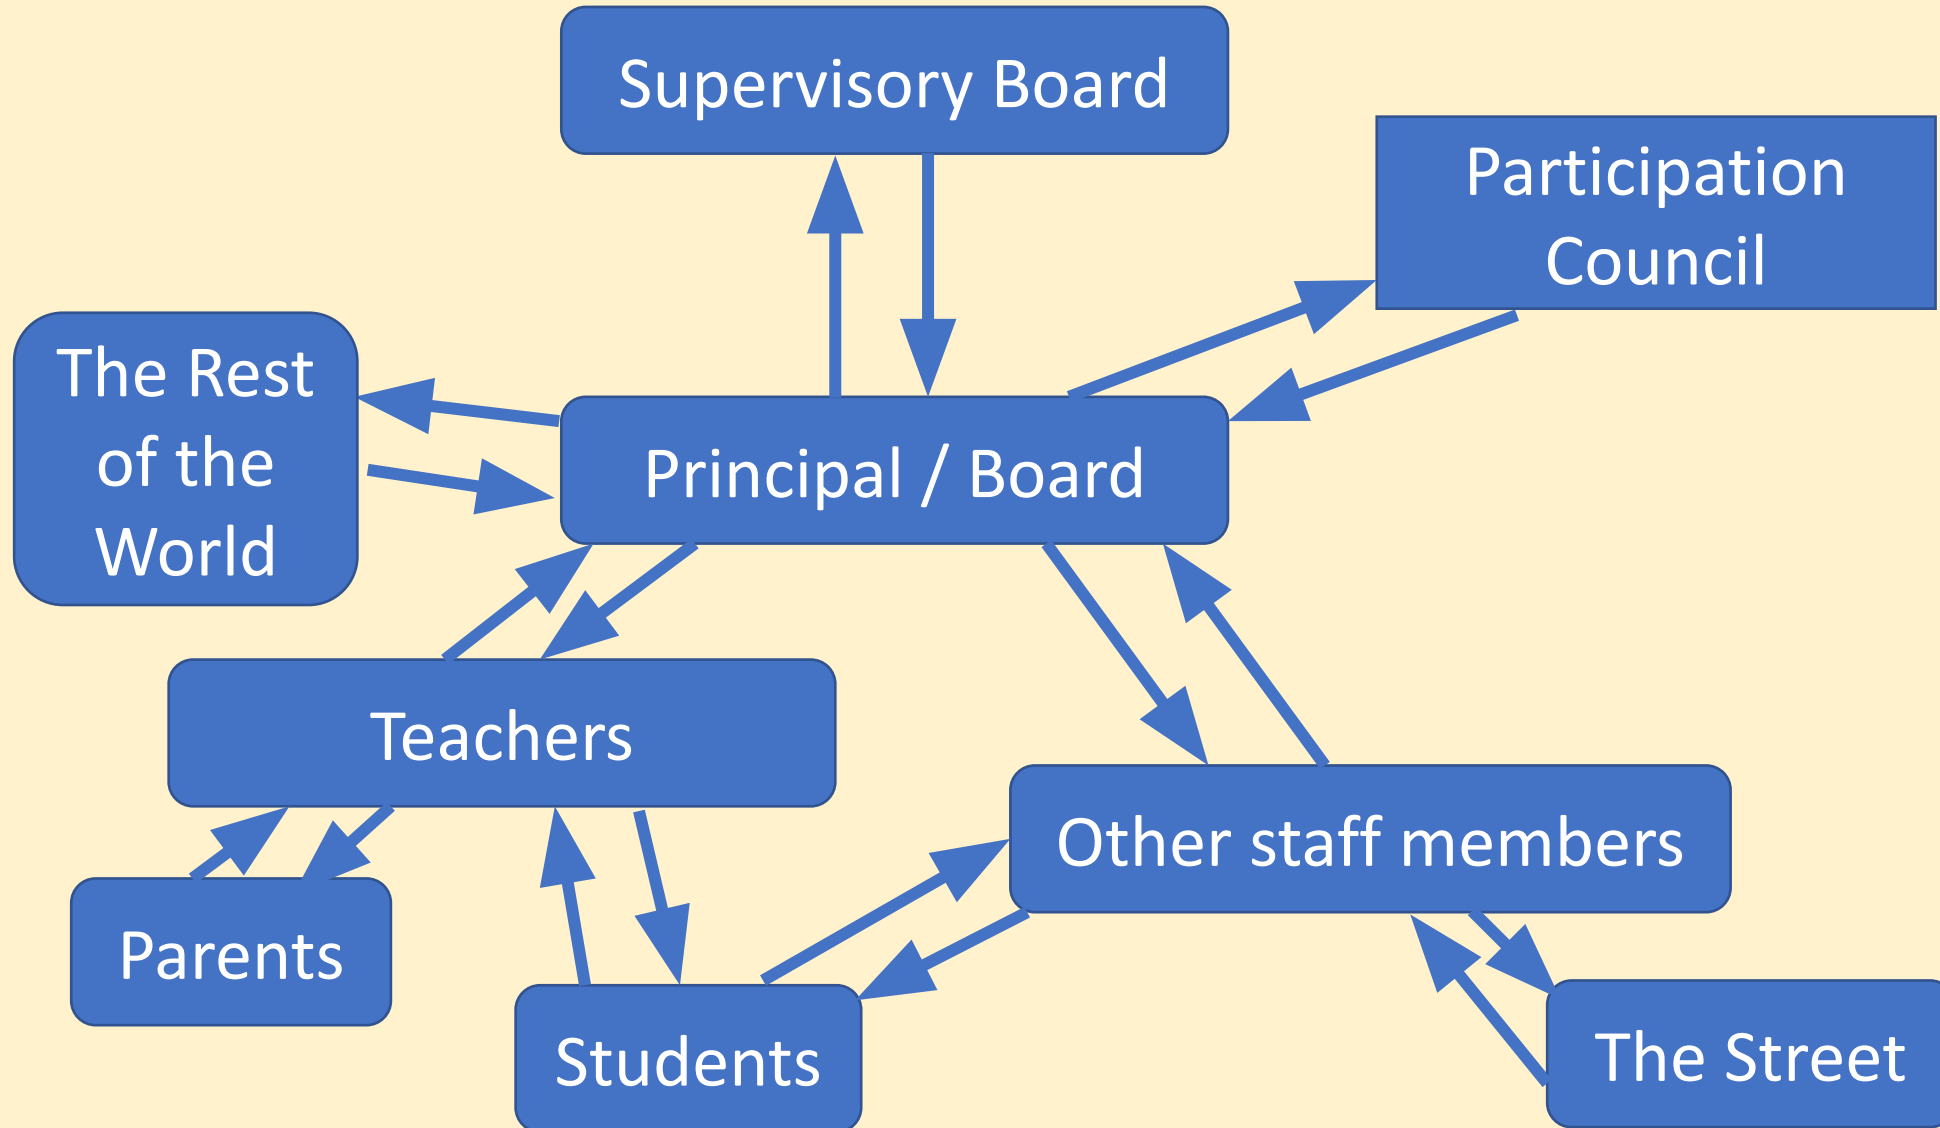 Supervisory Board
Participation
Council
The Rest
of the
World
Principal / Board
Teachers
Other staff members
Parents
Students
The Street